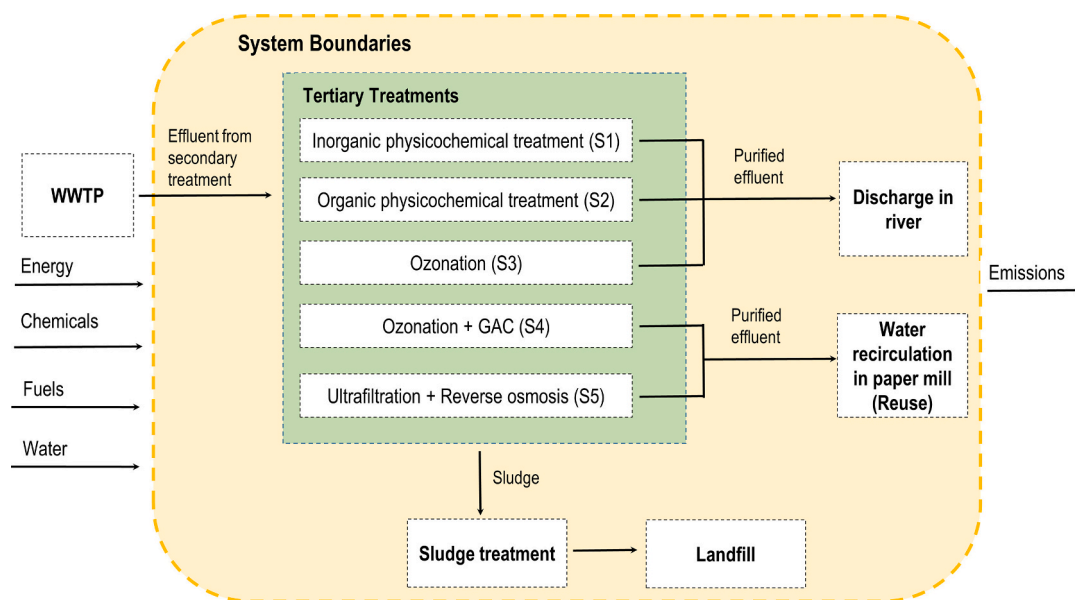 System Boundaries
Tertiary Treatments
Inorganic physicochemical treatment (S1)
Organic physicochemical treatment (S2)
Ozonation (S3)
Ozonation + GAC (S4)
Ultrafiltration + Reverse osmosis (S5)
Effluent from
secondary
treatment
WWTP
Energy
Chemicals
Fuels
Water
Purified
effluent
Discharge in
river
Purified
effluent
Water
recirculation
in paper mill
(Reuse)
Emissions
Sludge
Sludge treatment
Landfill